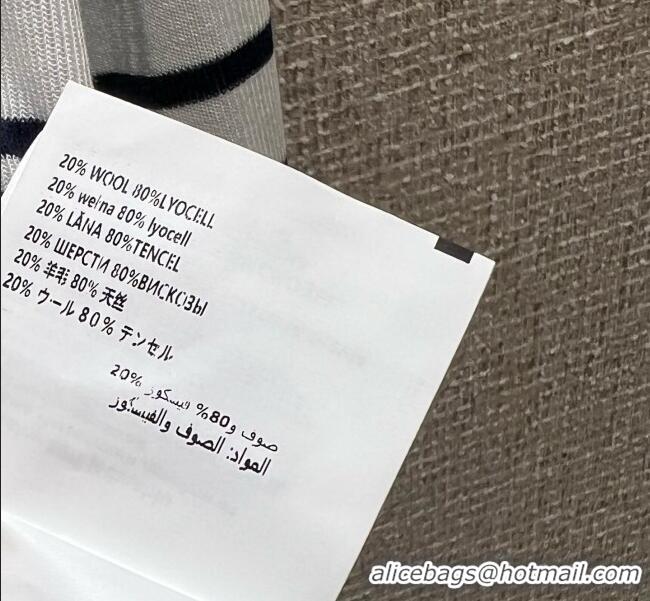 20% WOOL 80%LYOCELL
20% wełna 80% lyocell
20% LĀNA 80%TENCEL
20% ШЕРСТИ 80%ВИСКОЗЫ
20% 羊毛 80% 天丝
20% ウール 80% テンセル
صوف و80% فيسكوز 20%
المواد: الصوف والفيسكوز
alicebags@hotmail.com